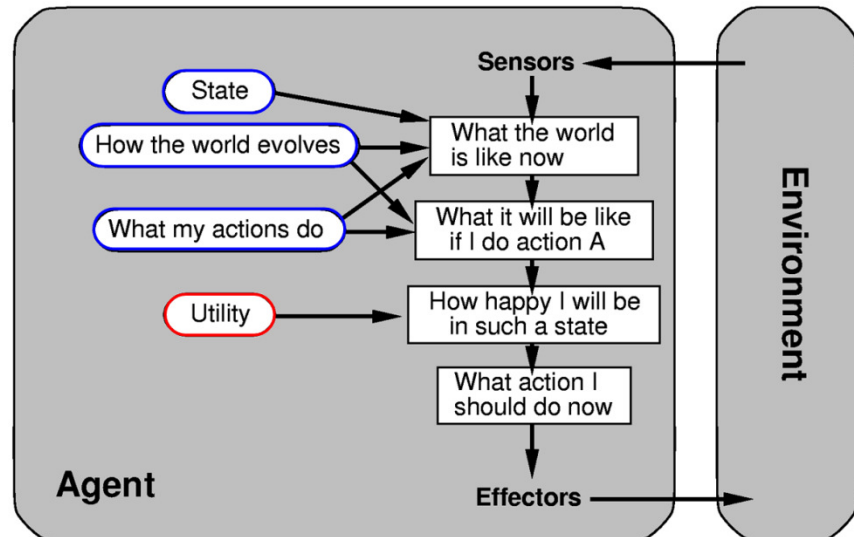 Sensors
State
What the world
is like now
How the world evolves
What my actions do
What it will be like
if I do action A
Utility
How happy I will be
in such a state
What action I
should do now
Agent
Effectors
Environment